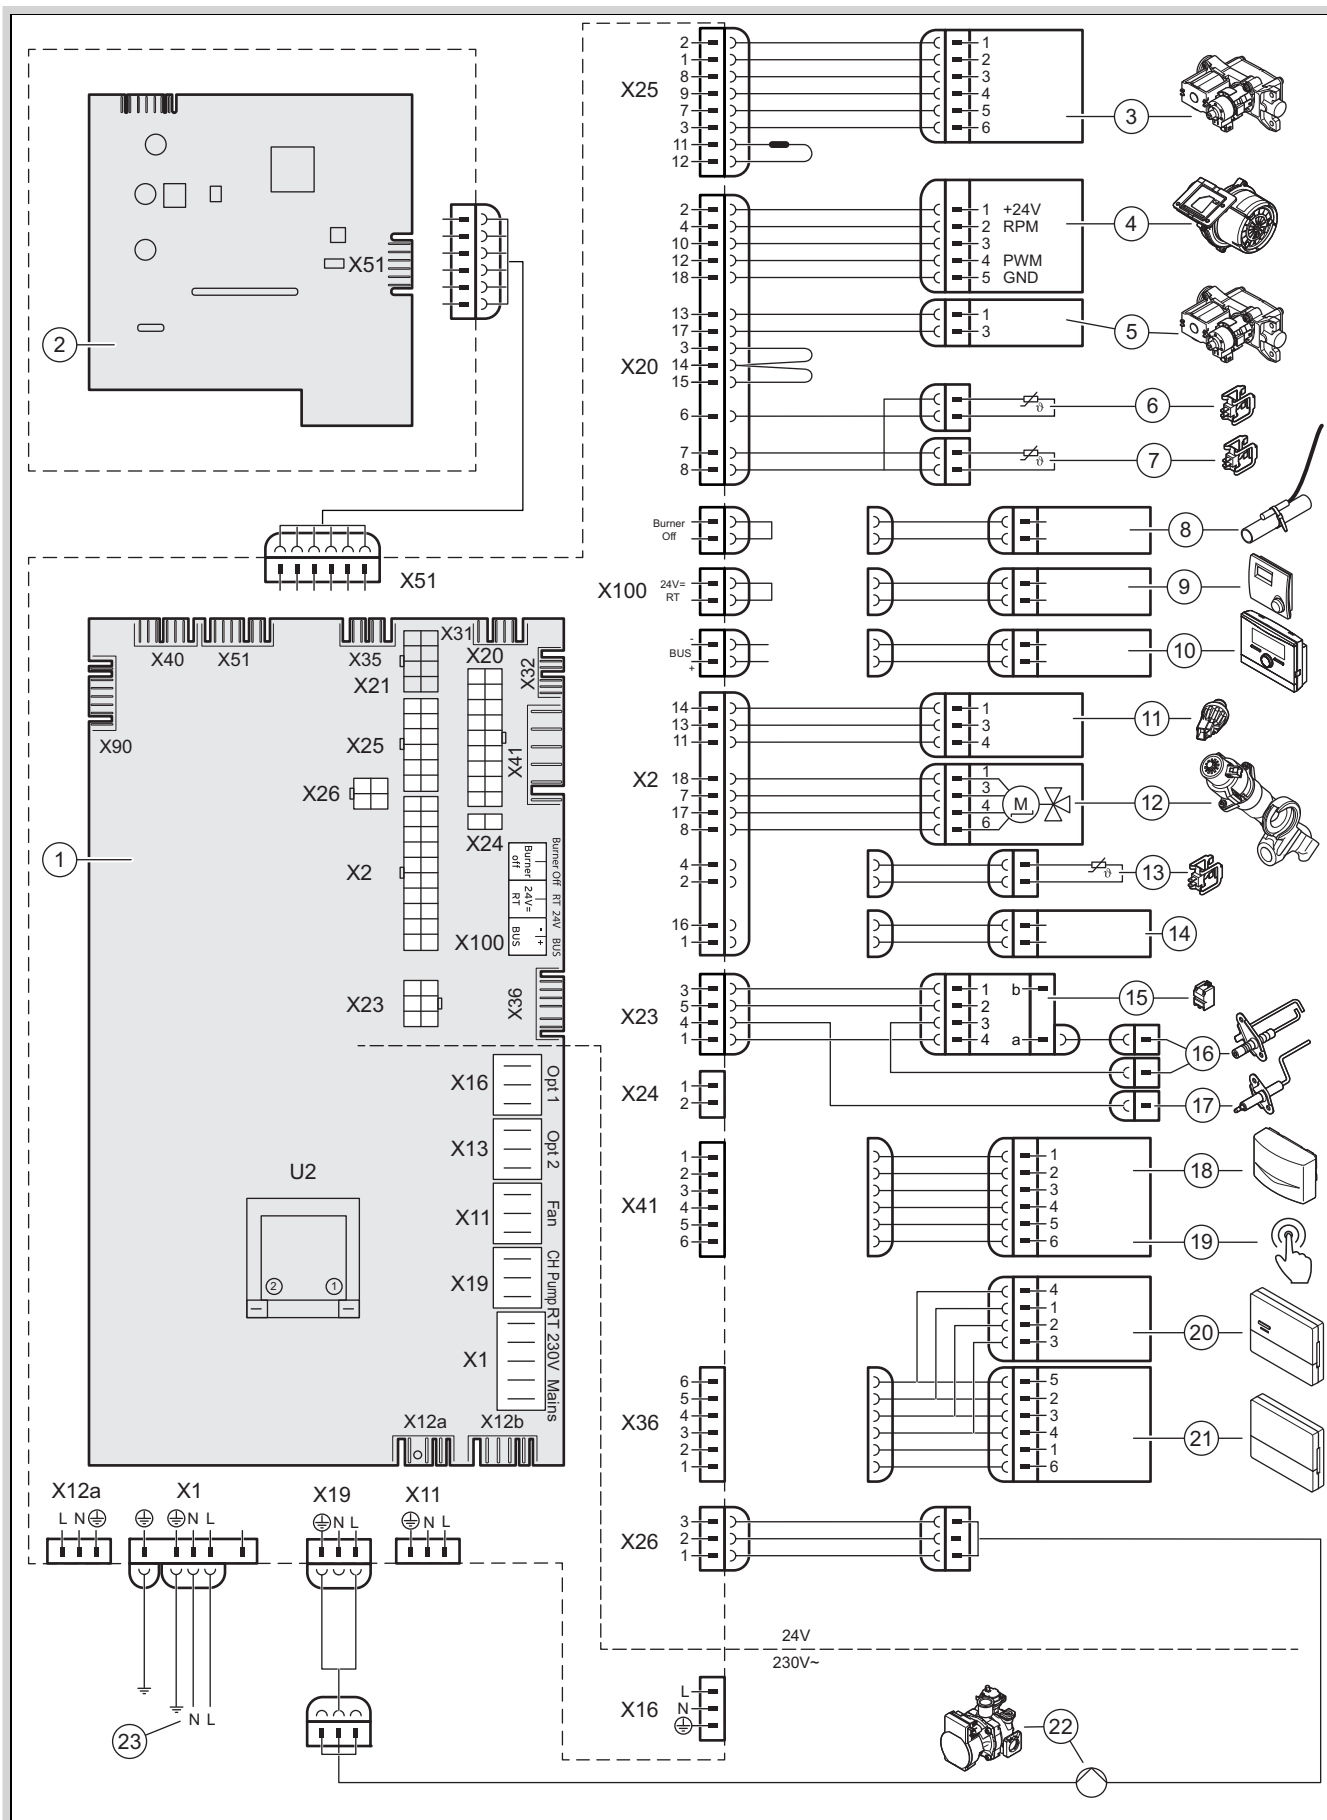 X25
2
1
8
9
7
3
11
12
1
2
3
4
5
6
3
X51
2
X20
2
4
10
12
18
13
17
3
14
15
6
7
8
1 +24V
2 RPM
3
4 PWM
5 GND
4
1
3
5
6
ϑ
7
ϑ
Burner
Off
8
X51
X100
24V=
RT
9
-
BUS
+
10
X40
X51
X35
X31
X20
X32
X21
X90
X25
X41
X26
X24
X2
Burner
off
24V=
RT
-
+
BUS
Burner Off RT 24V BUS
X100
X23
X36
1
X2
14
13
11
18
7
17
8
4
2
16
1
1
3
4
11
1
3
4
6
M
12
ϑ
13
14
X23
3
5
4
1
1
2
3
4
b
a
15
16
X24
1
2
17
X16
Opt 1
X13
Opt 2
X11
Fan
X19
CH Pump
X1
RT 230V Mains
U2
2
1
X12a
X12b
X41
1
2
3
4
5
6
1
2
3
4
5
6
18
19
4
1
2
3
20
X36
6
5
4
3
2
1
5
2
3
4
1
6
21
X12a
L N
X1
N L
X19
N L
X11
N L
X26
3
2
1
24V
230V~
23
N L
X16
L
N
22